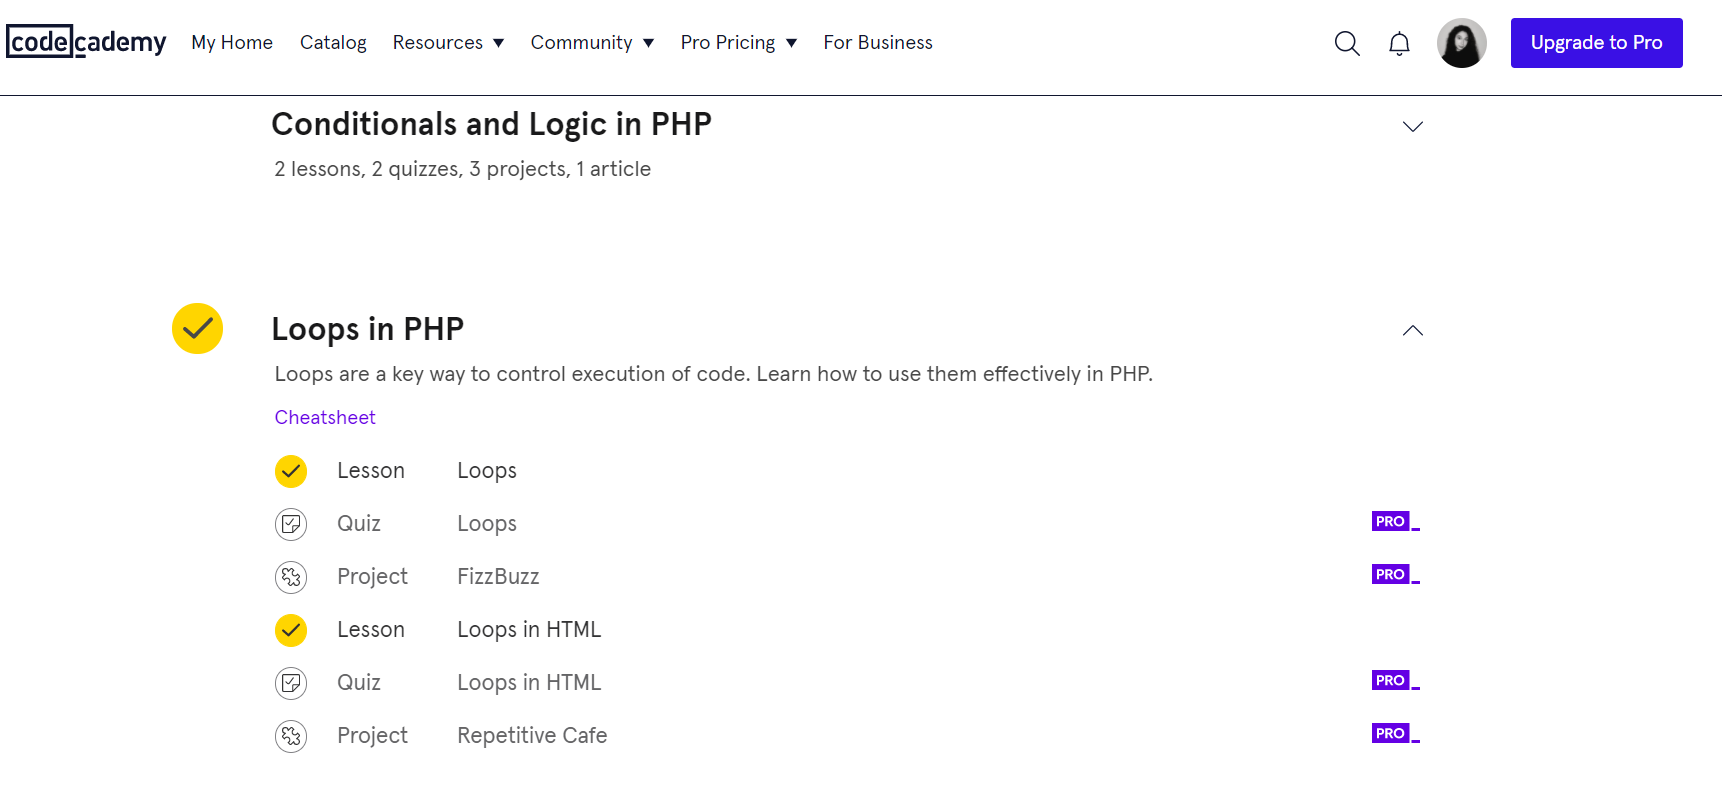 codecademy My Home Catalog Resources Community Pro Pricing For Business Upgrade to Pro
Conditionals and Logic in PHP
2 lessons, 2 quizzes, 3 projects, 1 article
Loops in PHP
Loops are a key way to control execution of code. Learn how to use them effectively in PHP.
Cheatsheet
Lesson Loops
Quiz Loops PRO
Project FizzBuzz PRO
Lesson Loops in HTML
Quiz Loops in HTML PRO
Project Repetitive Cafe PRO